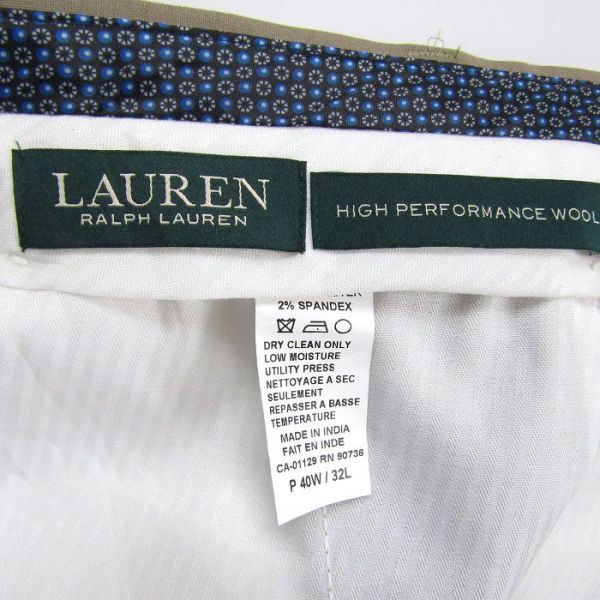 LAUREN
RALPH LAUREN
HIGH PERFORMANCE WOOL
2% SPANDEX
DRY CLEAN ONLY
LOW MOISTURE
UTILITY PRESS
NETTOYAGE A SEC
SEULEMENT
REPASSER A BASSE
TEMPERATURE
MADE IN INDIA
FAIT EN INDE
CA-01129 RN 90736
P 40W / 32L